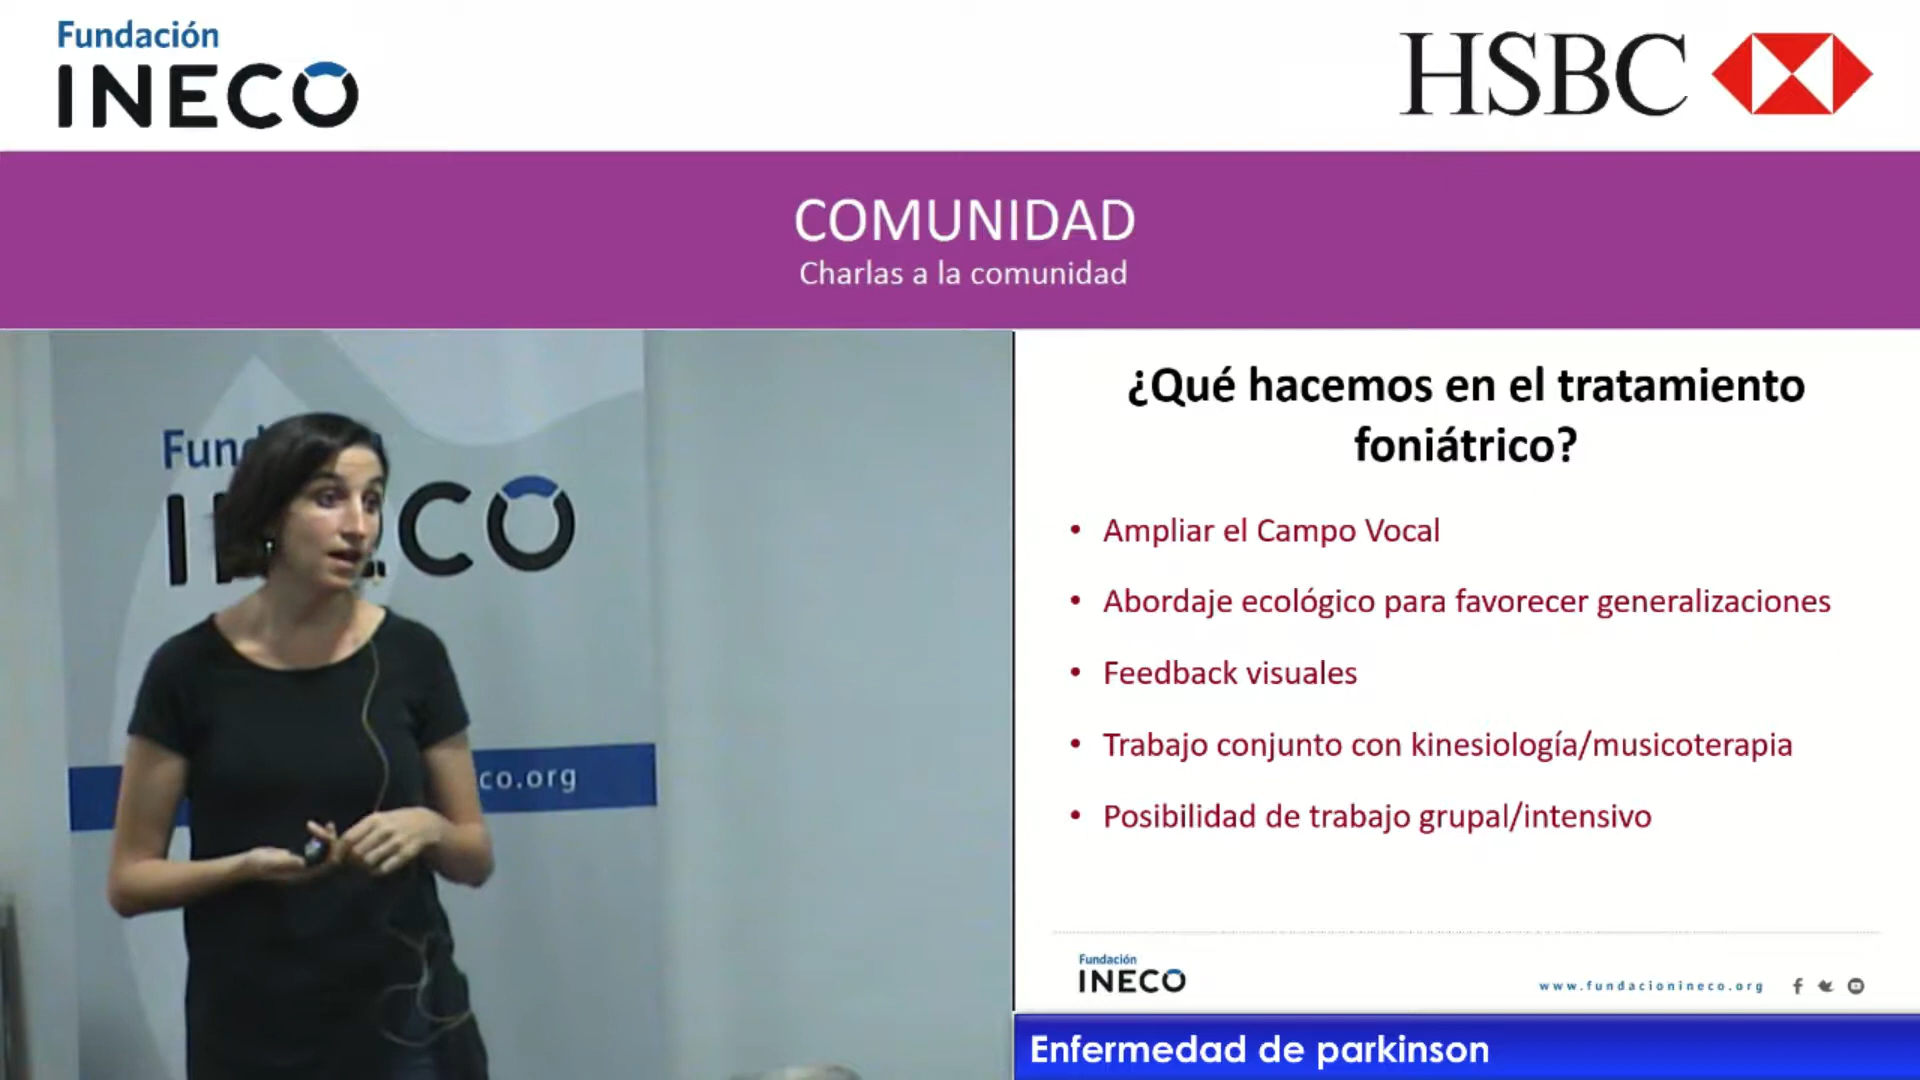 Fundación
INECO
HSBC
COMUNIDAD
Charlas a la comunidad
Fun
I CO
co.org
¿Qué hacemos en el tratamiento
foniátrico?
• Ampliar el Campo Vocal
• Abordaje ecológico para favorecer generalizaciones
• Feedback visuales
• Trabajo conjunto con kinesiología/musicoterapia
• Posibilidad de trabajo grupal/intensivo
Fundación
INECO
www.fundacionineco.org
Enfermedad de parkinson